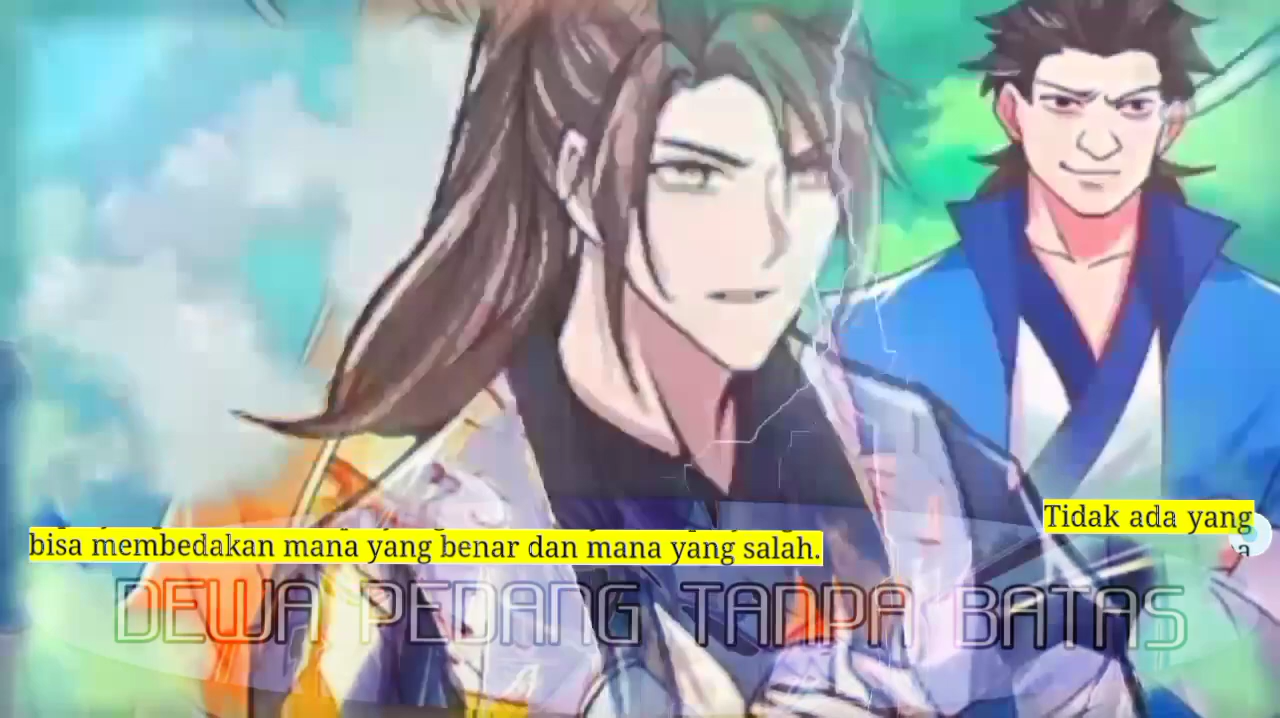 Tidak ada yang
bisa membedakan mana yang benar dan mana yang salah.
DEWA PEDANG TANPA BATAS